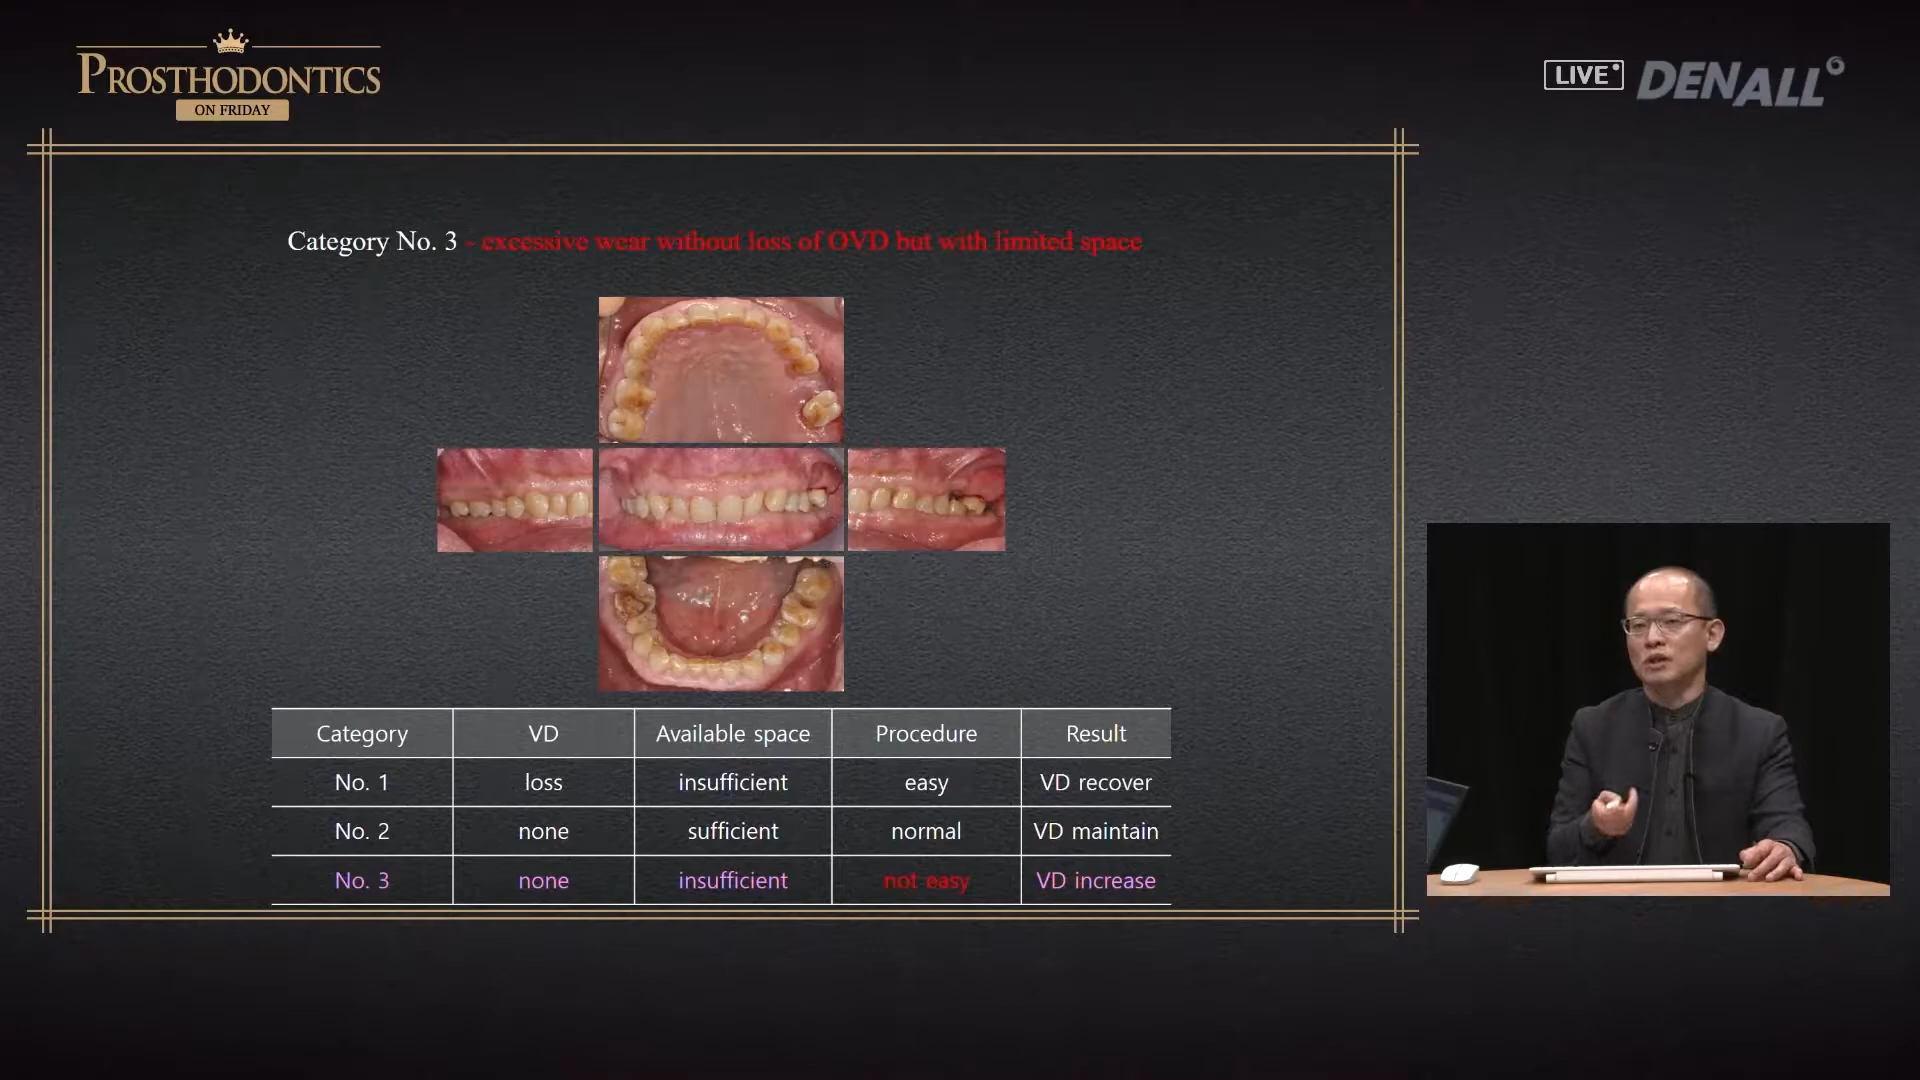 PROSTHODONTICS
ON FRIDAY
LIVE
DENALL
Category No. 3 - excessive wear without loss of OVD but with limited space
Category VD Available space Procedure Result
No. 1 loss insufficient easy VD recover
No. 2 none sufficient normal VD maintain
No. 3 none insufficient not easy VD increase